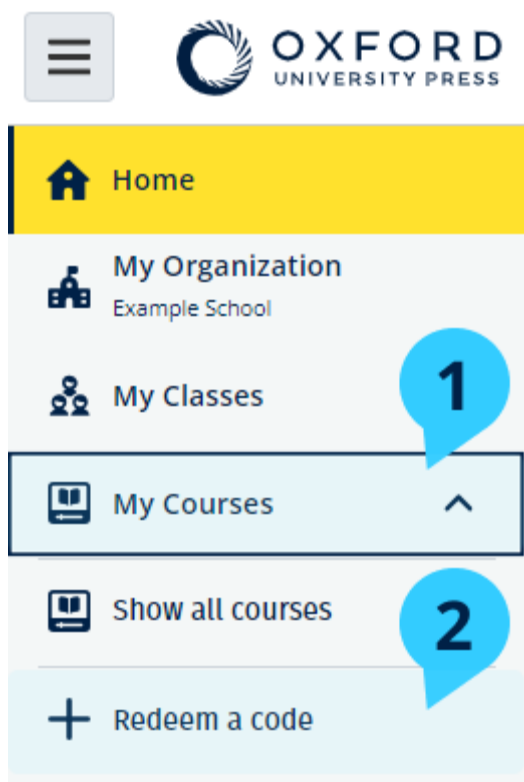 OXFORD
UNIVERSITY PRESS
Home
My Organization
Example School
1
My Classes
My Courses
2
Show all courses
Redeem a code